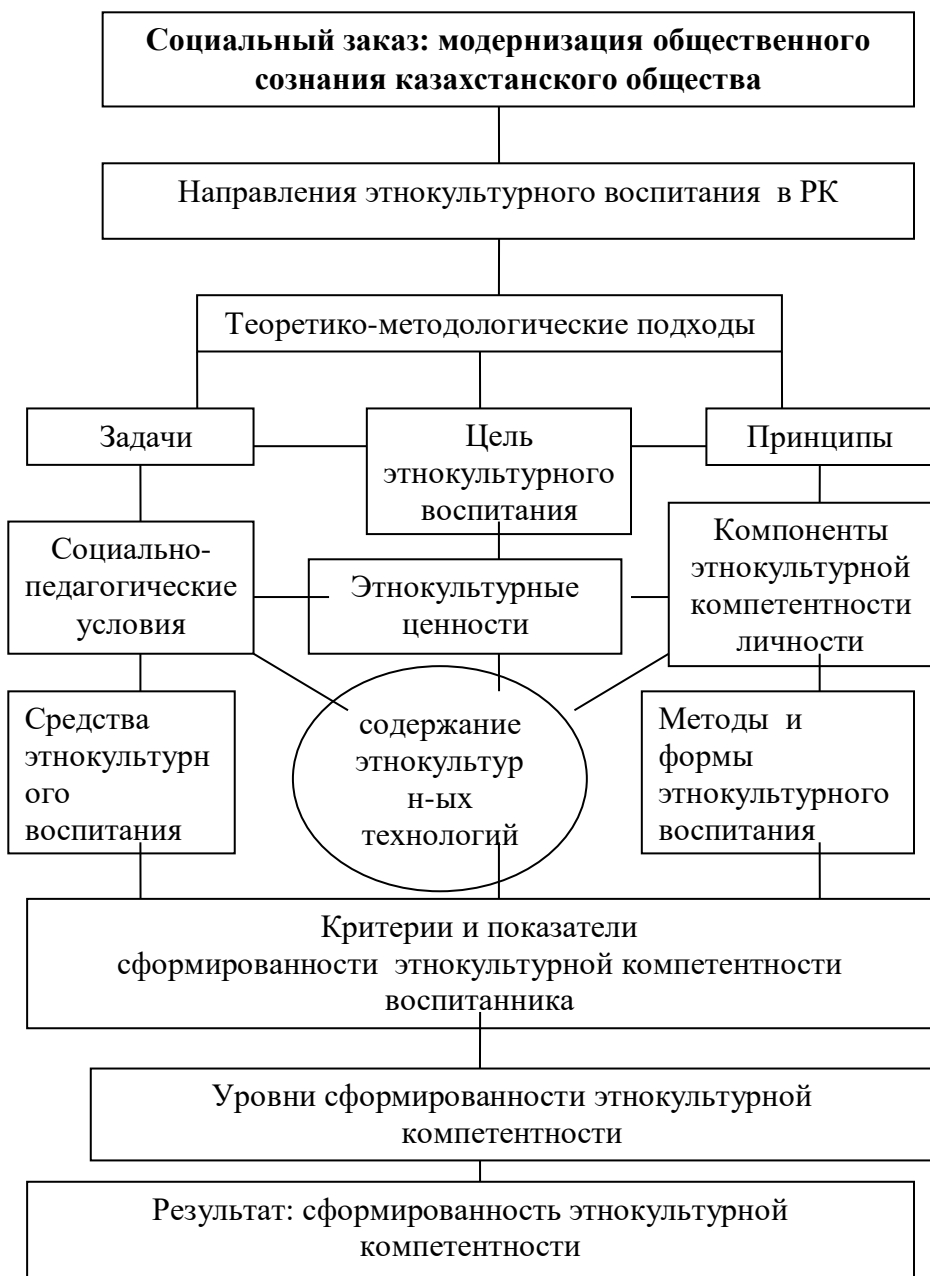 Социальный заказ: модернизация общественного
сознания казахстанского общества
Направления этнокультурного воспитания  в РК
Теоретико-методологические подходы
Задачи
Цель
этнокультурного
воспитания
Принципы
Социально-
педагогические
условия
Этнокультурные
ценности
Компоненты
этнокультурной
компетентности
личности
Средства
этнокультурн
ого
воспитания
содержание
этнокультур
н-ых
технологий
Методы  и
формы
этнокультурного
воспитания
Критерии и показатели
сформированности  этнокультурной компетентности
воспитанника
Уровни сформированности этнокультурной
компетентности
Результат: сформированность этнокультурной
компетентности